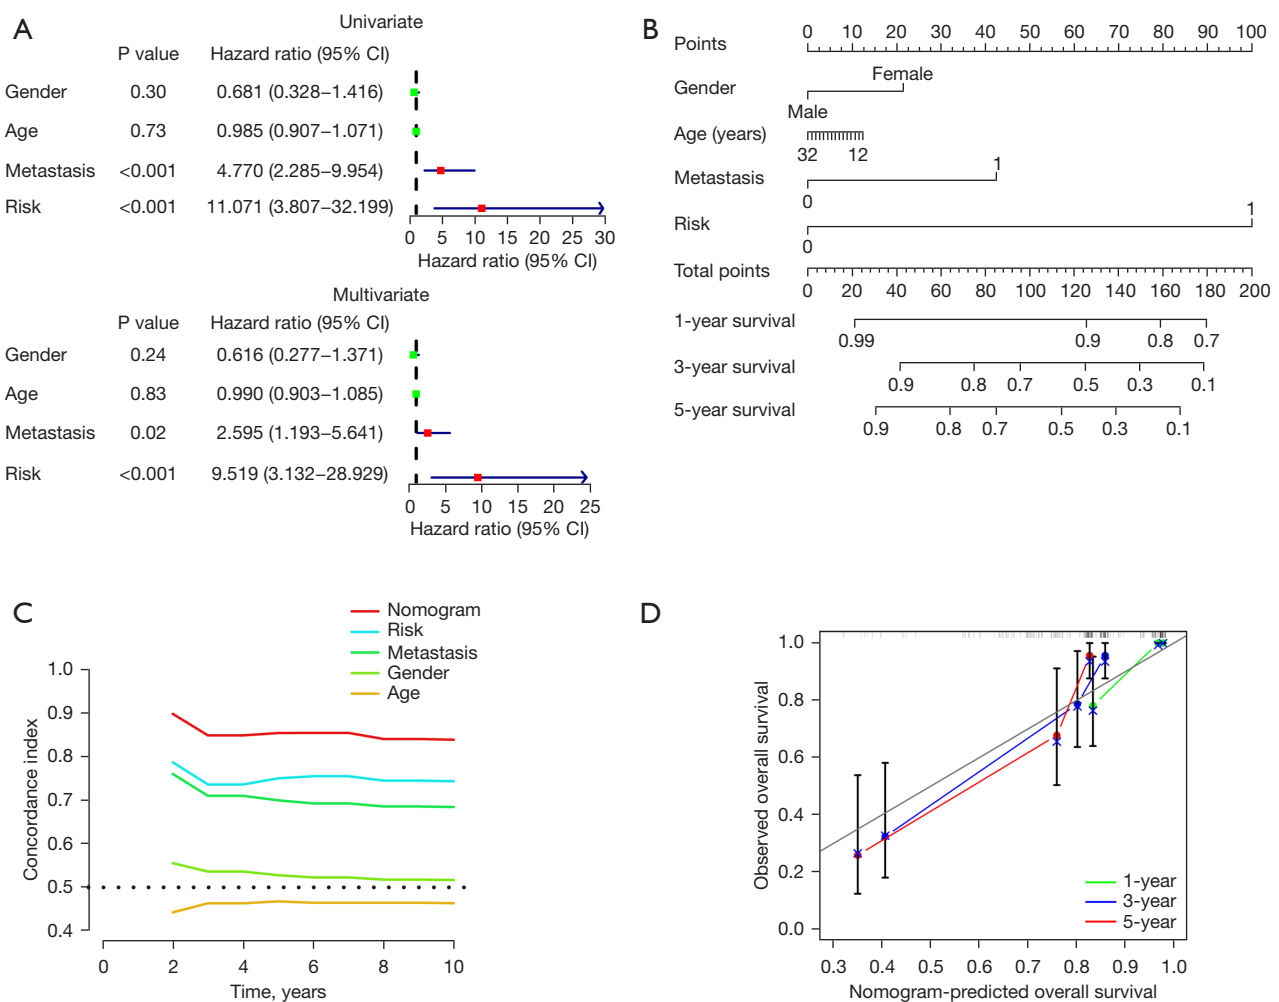 A
Univariate
P value Hazard ratio (95% CI)
Gender 0.30 0.681 (0.328–1.416)
Age 0.73 0.985 (0.907–1.071)
Metastasis <0.001 4.770 (2.285–9.954)
Risk <0.001 11.071 (3.807–32.199)
0 5 10 15 20 25 30
Hazard ratio (95% CI)
Multivariate
P value Hazard ratio (95% CI)
Gender 0.24 0.616 (0.277–1.371)
Age 0.83 0.990 (0.903–1.085)
Metastasis 0.02 2.595 (1.193–5.641)
Risk <0.001 9.519 (3.132–28.929)
0 5 10 15 20 25
Hazard ratio (95% CI)
B
Points 0 10 20 30 40 50 60 70 80 90 100
Gender Female
Male
Age (years)
32 12
Metastasis 1
0
Risk 1
0
Total points
0 20 40 60 80 100 120 140 160 180 200
1-year survival
0.99 0.9 0.8 0.7
3-year survival
0.9 0.8 0.7 0.5 0.3 0.1
5-year survival
0.9 0.8 0.7 0.5 0.3 0.1
C
Nomogram
Risk
Metastasis
Gender
Age
Concordance index
1.0
0.9
0.8
0.7
0.6
0.5
0.4
0 2 4 6 8 10
Time, years
D
Observed overall survival
1.0
0.8
0.6
0.4
0.2
0.0
1-year
3-year
5-year
0.3 0.4 0.5 0.6 0.7 0.8 0.9 1.0
Nomogram-predicted overall survival